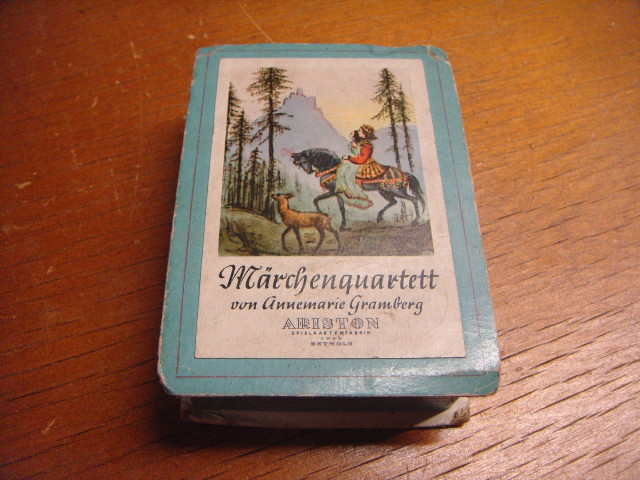 Märchenquartett
von Annemarie Gramberg
ARISTON
SPIELKARTENFABRIK
DETMOLD